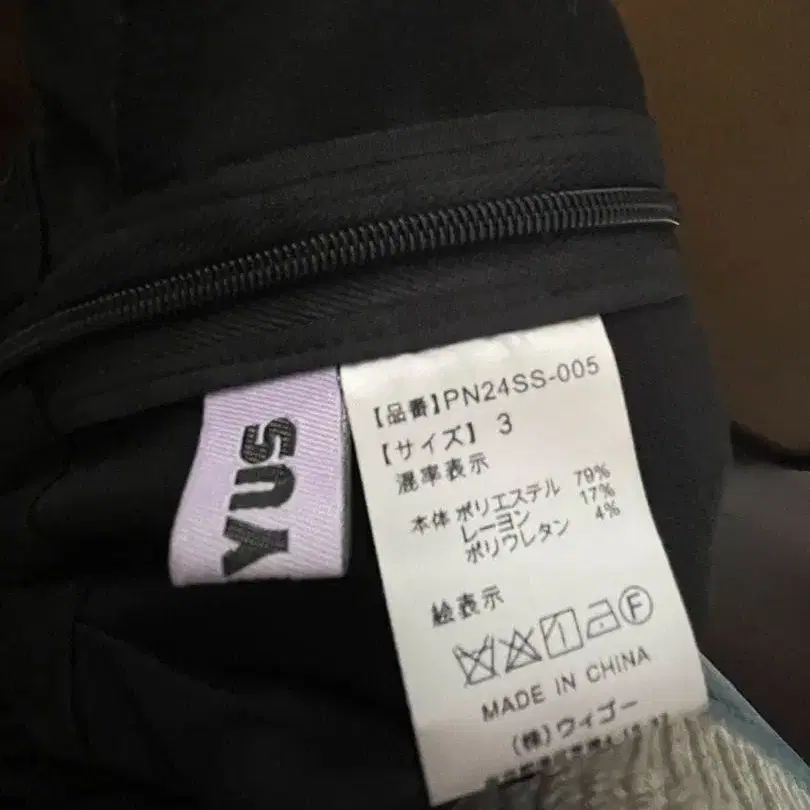 YUS
【品番】PN24SS-005
【サイズ】 3
混率表示
本体 ポリエステル 79%
レーヨン 17%
ポリウレタン 4%
絵表示
F
MADE IN CHINA
(株)ウィゴー